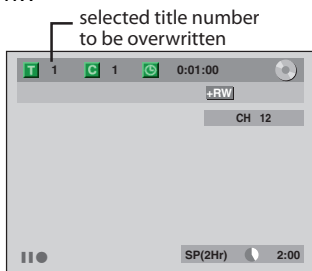 selected title number
to be overwritten
T 1 C 1 0:01:00
+RW
CH 12
SP(2Hr) 2:00